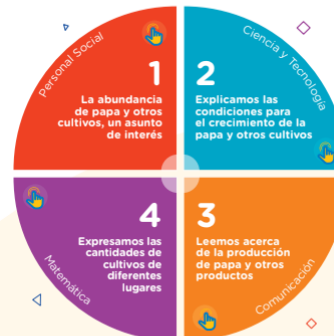 Personal Social
1
La abundancia
de papa y otros
cultivos, un asunto
de interés
Ciencia y Tecnología
2
Explicamos las
condiciones para
el crecimiento de la
papa y otros cultivos
4
Expresamos las
cantidades de
cultivos de
diferentes
lugares
Matemática
3
Leemos acerca
de la producción
de papa y otros
productos
Comunicación